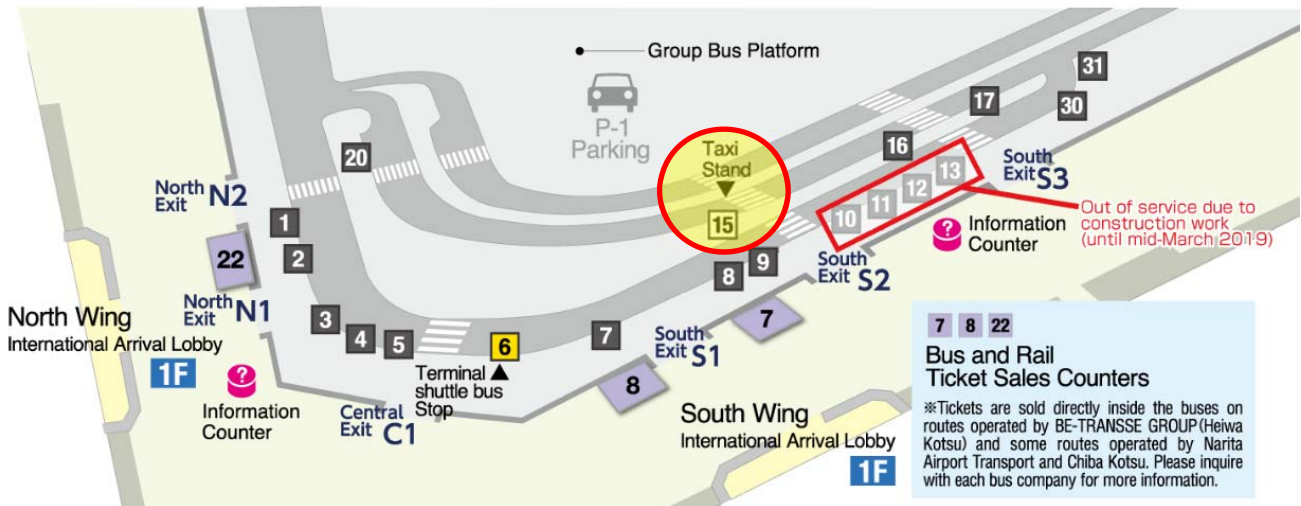 Group Bus Platform
P-1
Parking
31
17
30
20
16
Taxi
Stand
15
13
12
11
10
South
Exit S3
North
Exit N2
1
2
22
9
8
Information
Counter
Out of service due to
construction work
(until mid-March 2019)
South
Exit S2
North
Exit N1
North Wing
International Arrival Lobby
1F
3
4
5
6
7
Terminal
shuttle bus
Stop
South
Exit S1
7
8
Information
Counter
Central
Exit C1
South Wing
International Arrival Lobby
1F
7 8 22
Bus and Rail
Ticket Sales Counters
※Tickets are sold directly inside the buses on
routes operated by BE-TRANSSE GROUP(Heiwa
Kotsu) and some routes operated by Narita
Airport Transport and Chiba Kotsu. Please inquire
with each bus company for more information.